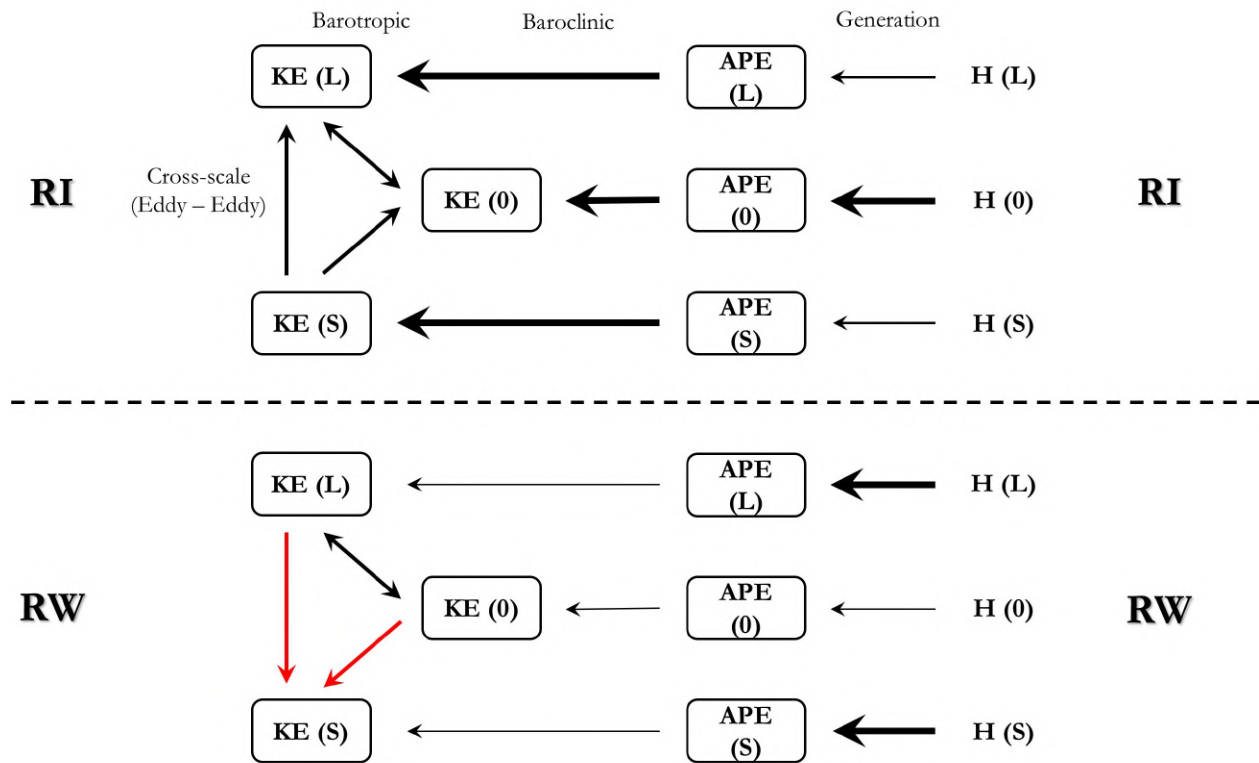 Barotropic
Baroclinic
Generation
KE (L)
APE
(L)
H (L)
RI
Cross-scale
(Eddy – Eddy)
KE (0)
APE
(0)
H (0)
RI
KE (S)
APE
(S)
H (S)
KE (L)
APE
(L)
H (L)
RW
KE (0)
APE
(0)
H (0)
RW
KE (S)
APE
(S)
H (S)